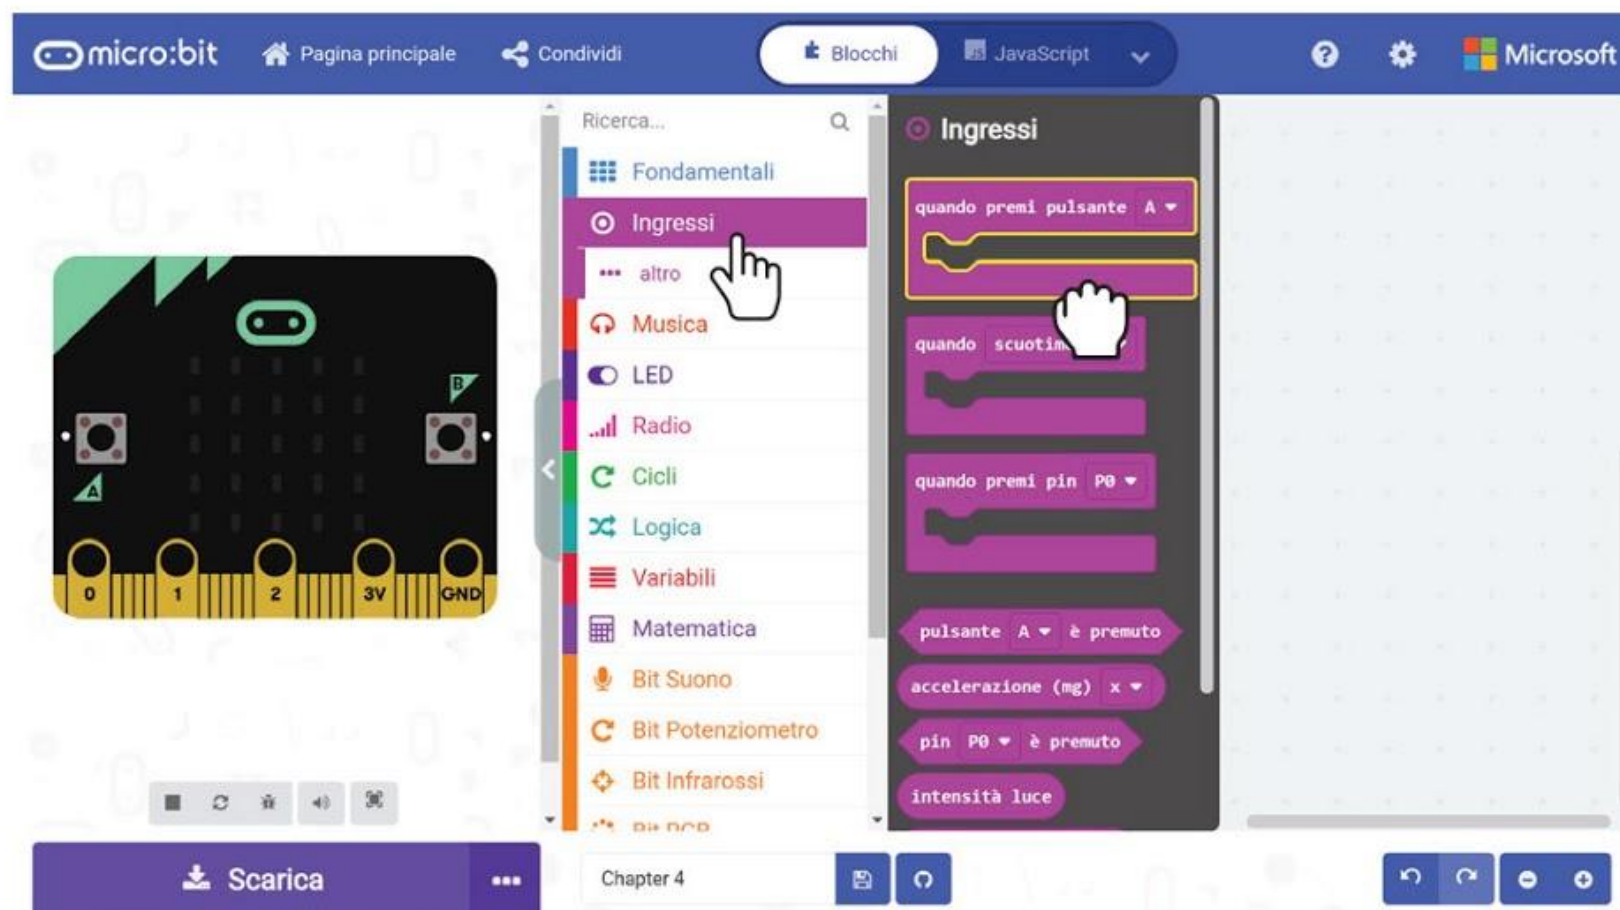 micro:bit Pagina principale Condividi Blocchi JavaScript Microsoft
Ricerca...
Fondamentali
Ingressi
altro
Musica
LED
Radio
Cicli
Logica
Variabili
Matematica
Bit Suono
Bit Potenziometro
Bit Infrarossi
Ingressi
quando premi pulsante A
quando
quando premi pin P0
pulsante A è premuto
accelerazione (mg) x
pin P0 è premuto
intensità luce
B
A
0 1 2 3V GND
Scarica
Chapter 4